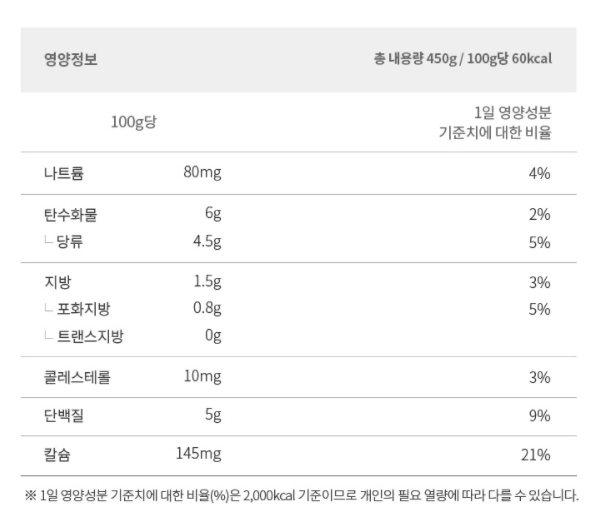 영양정보 총 내용량 450g / 100g당 60kcal
100g당 1일 영양성분
기준치에 대한 비율
나트륨 80mg 4%
탄수화물 6g 2%
당류 4.5g 5%
지방 1.5g 3%
포화지방 0.8g 5%
트랜스지방 0g
콜레스테롤 10mg 3%
단백질 5g 9%
칼슘 145mg 21%
※ 1일 영양성분 기준치에 대한 비율(%)은 2,000kcal 기준이므로 개인의 필요 열량에 따라 다를 수 있습니다.